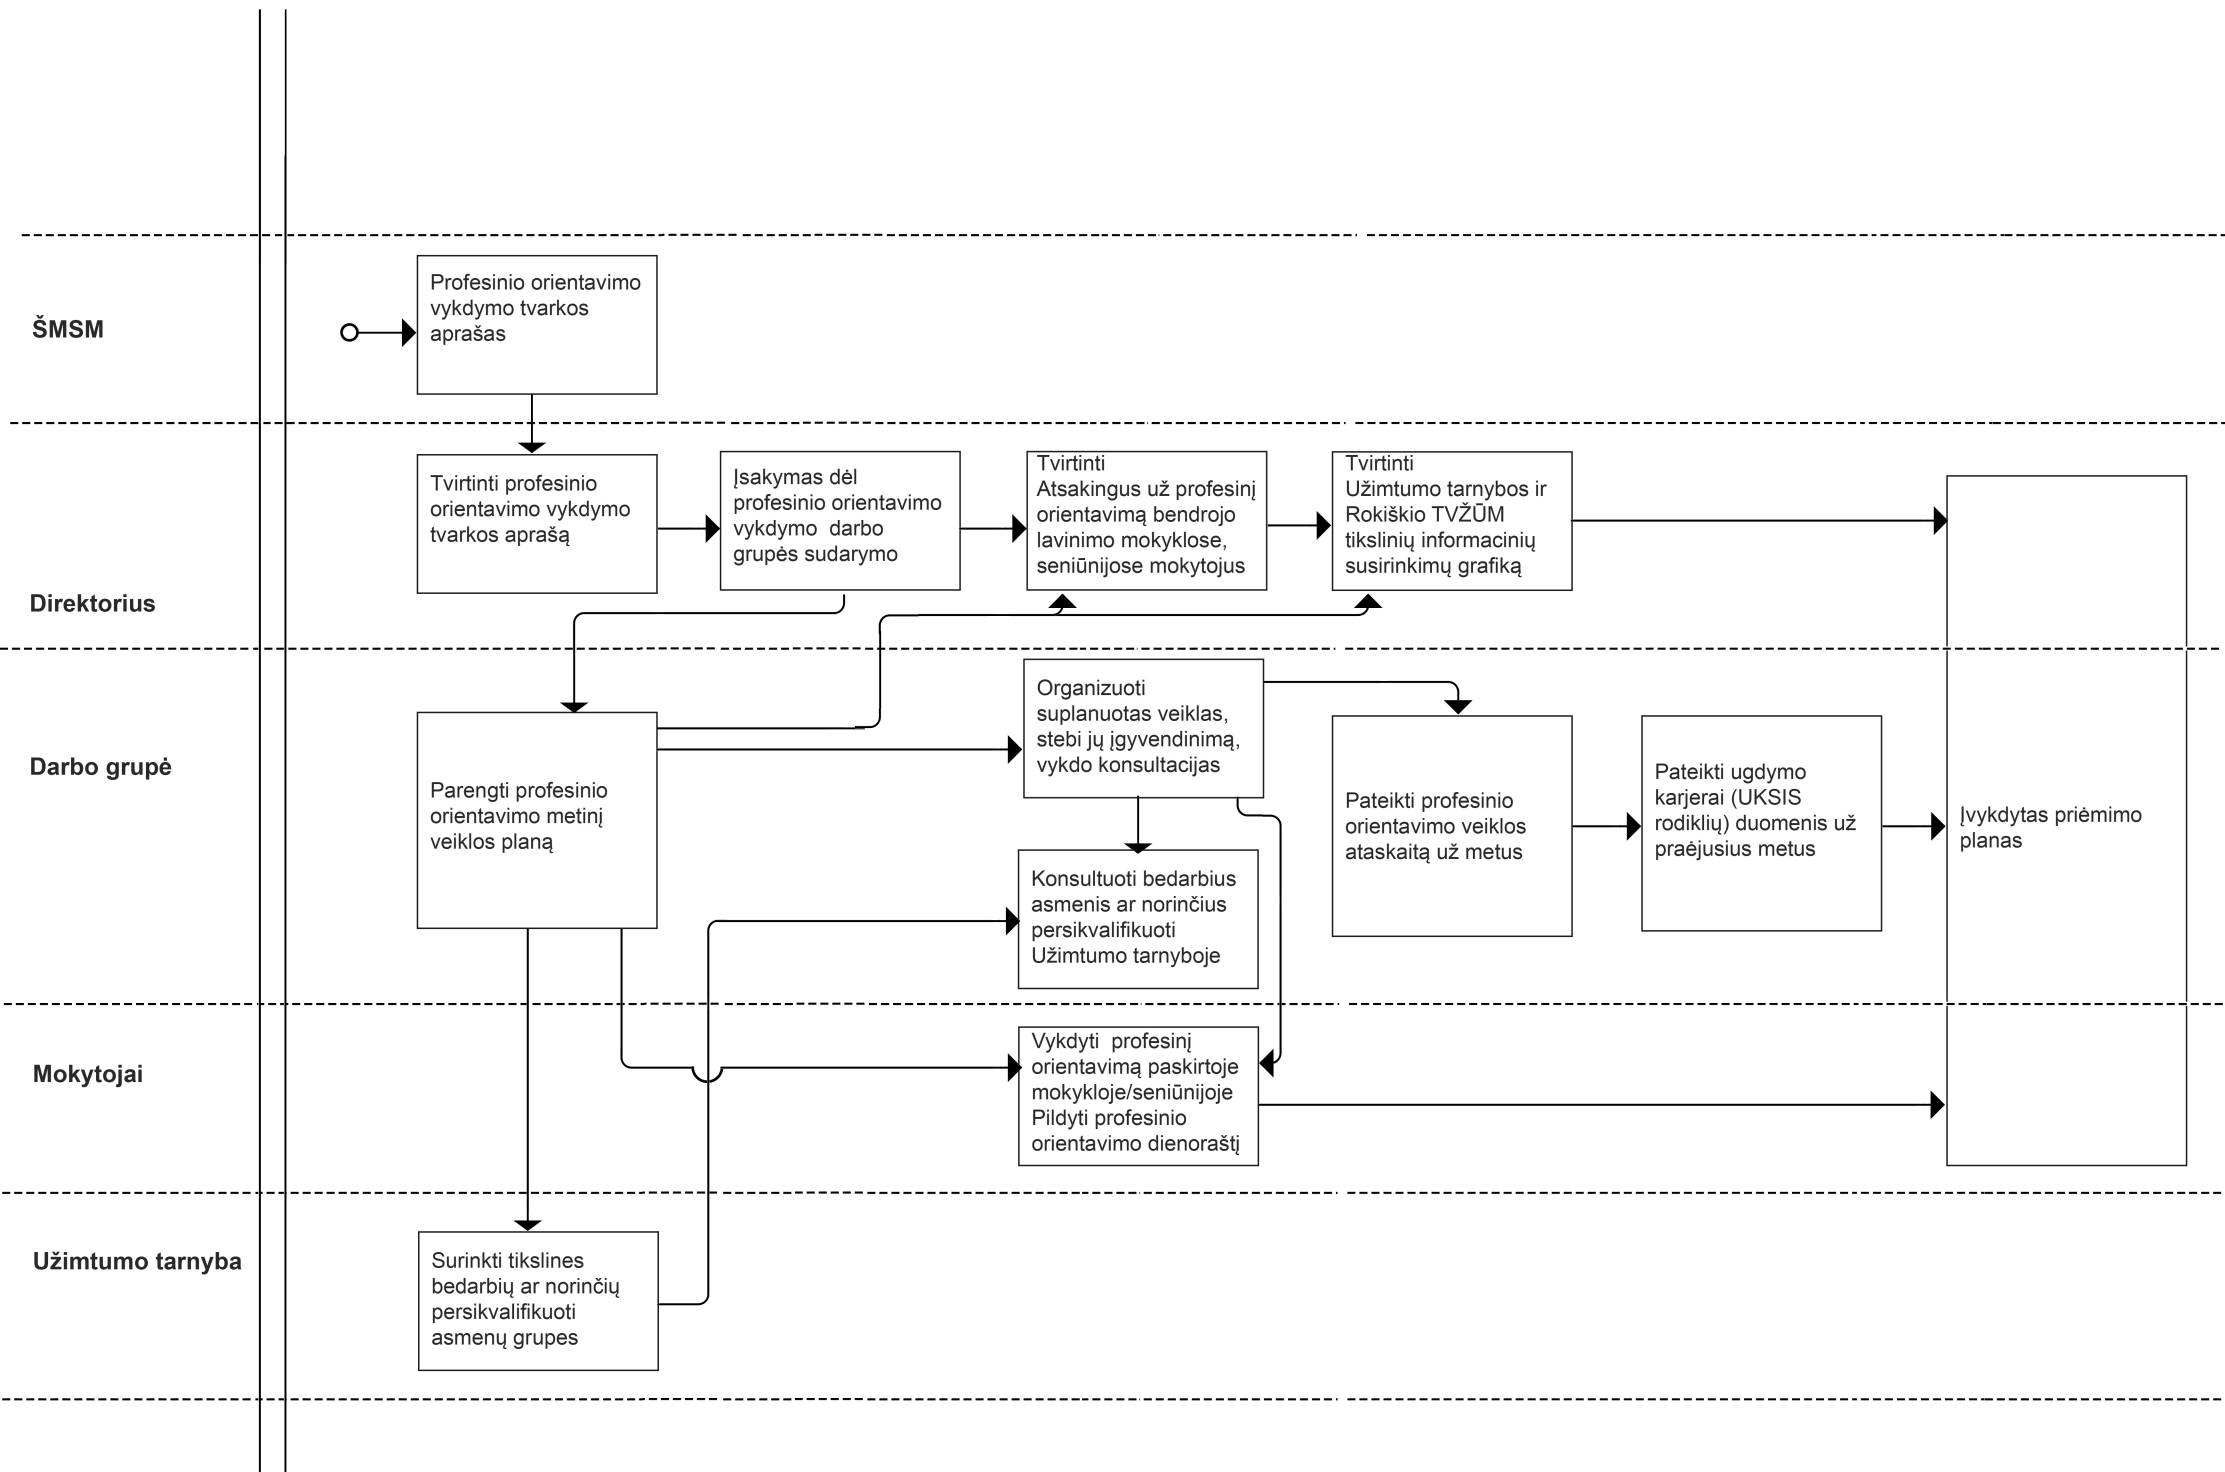 ŠMSM
Profesinio orientavimo
vykdymo tvarkos
aprašas
Direktorius
Tvirtinti profesinio
orientavimo vykdymo
tvarkos aprašą
Įsakymas dėl
profesinio orientavimo
vykdymo  darbo
grupės sudarymo
Tvirtinti
Atsakingus už profesinį
orientavimą bendrojo
lavinimo mokyklose,
seniūnijose mokytojus
Tvirtinti
Užimtumo tarnybos ir
Rokiškio TVŽŪM
tikslinių informacinių
susirinkimų grafiką
Darbo grupė
Parengti profesinio
orientavimo metinį
veiklos planą
Organizuoti
suplanuotas veiklas,
stebi jų įgyvendinimą,
vykdo konsultacijas
Konsultuoti bedarbius
asmenis ar norinčius
persikvalifikuoti
Užimtumo tarnyboje
Pateikti profesinio
orientavimo veiklos
ataskaitą už metus
Pateikti ugdymo
karjerai (UKSIS
rodiklių) duomenis už
praėjusius metus
Įvykdytas priėmimo
planas
Mokytojai
Vykdyti  profesinį
orientavimą paskirtoje
mokykloje/seniūnijoje
Pildyti profesinio
orientavimo dienoraštį
Užimtumo tarnyba
Surinkti tikslines
bedarbių ar norinčių
persikvalifikuoti
asmenų grupes